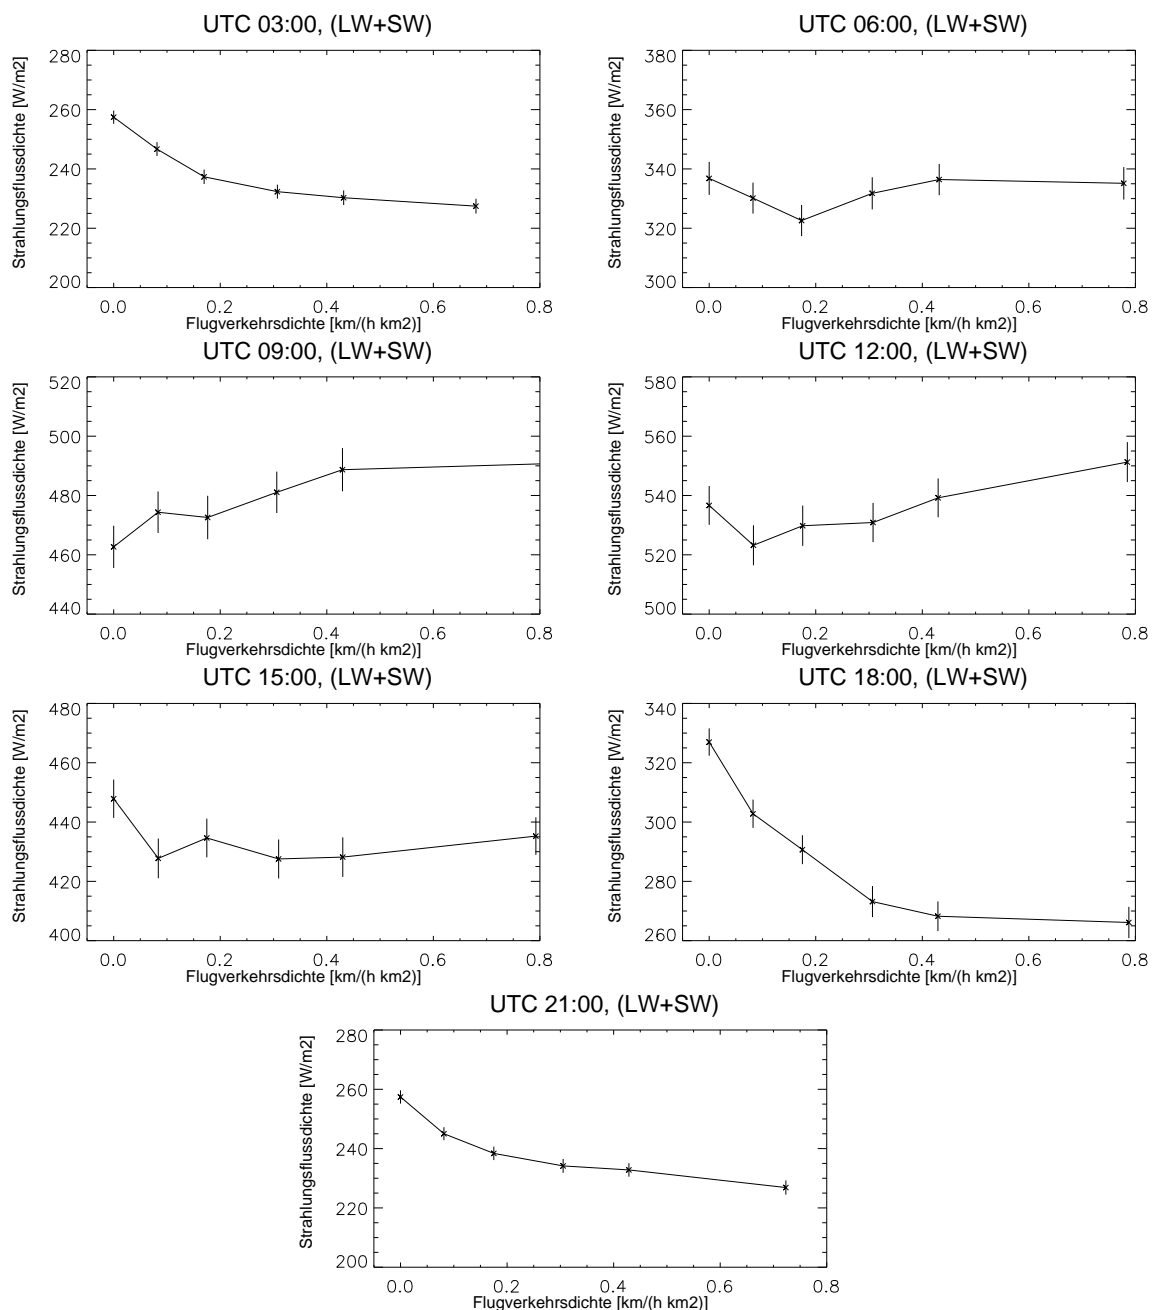 UTC 03:00, (LW+SW)
Strahlungsflussdichte [W/m2]
280
260
240
220
200
0.0 0.2 0.4 0.6 0.8
Flugverkehrsdichte [km/(h km2)]
UTC 06:00, (LW+SW)
Strahlungsflussdichte [W/m2]
380
360
340
320
300
0.0 0.2 0.4 0.6 0.8
Flugverkehrsdichte [km/(h km2)]
UTC 09:00, (LW+SW)
Strahlungsflussdichte [W/m2]
520
500
480
460
440
0.0 0.2 0.4 0.6 0.8
Flugverkehrsdichte [km/(h km2)]
UTC 12:00, (LW+SW)
Strahlungsflussdichte [W/m2]
580
560
540
520
500
0.0 0.2 0.4 0.6 0.8
Flugverkehrsdichte [km/(h km2)]
UTC 15:00, (LW+SW)
Strahlungsflussdichte [W/m2]
480
460
440
420
400
0.0 0.2 0.4 0.6 0.8
Flugverkehrsdichte [km/(h km2)]
UTC 18:00, (LW+SW)
Strahlungsflussdichte [W/m2]
340
320
300
280
260
0.0 0.2 0.4 0.6 0.8
Flugverkehrsdichte [km/(h km2)]
UTC 21:00, (LW+SW)
Strahlungsflussdichte [W/m2]
280
260
240
220
200
0.0 0.2 0.4 0.6 0.8
Flugverkehrsdichte [km/(h km2)]